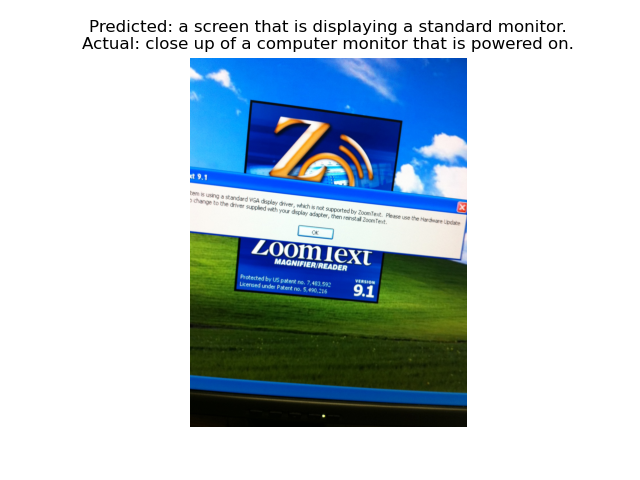 Predicted: a screen that is displaying a standard monitor.
Actual: close up of a computer monitor that is powered on.
Z
xt 9.1
tem is using a standard VGA display driver, which is not supported by ZoomText. Please use the Hardware Update
change to the driver supplied with your display adapter, then reinstall ZoomText.
OK
ZoomText
MAGNIFIER/READER
Protected by US patent no. 7,483,592
Licensed under Patent no. 5,490,216
VERSION
9.1